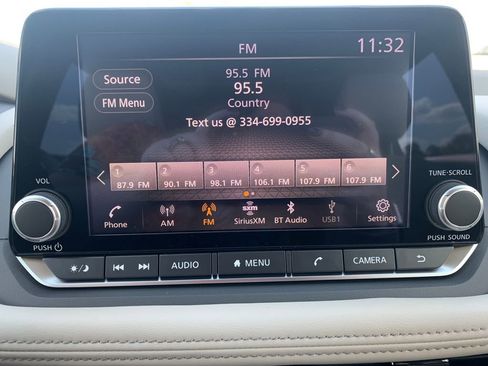 FM
11:32
Source
95.5 FM
95.5
FM Menu
Country
Text us @ 334-699-0955
VOL
TUNE·SCROLL
1 2 3 4 5 6
87.9 FM 90.1 FM 98.1 FM 106.1 FM 107.9 FM 107.9 FM
sxm
Phone AM FM SiriusXM BT Audio USB1 Settings
PUSH
PUSH SOUND
AUDIO MENU CAMERA